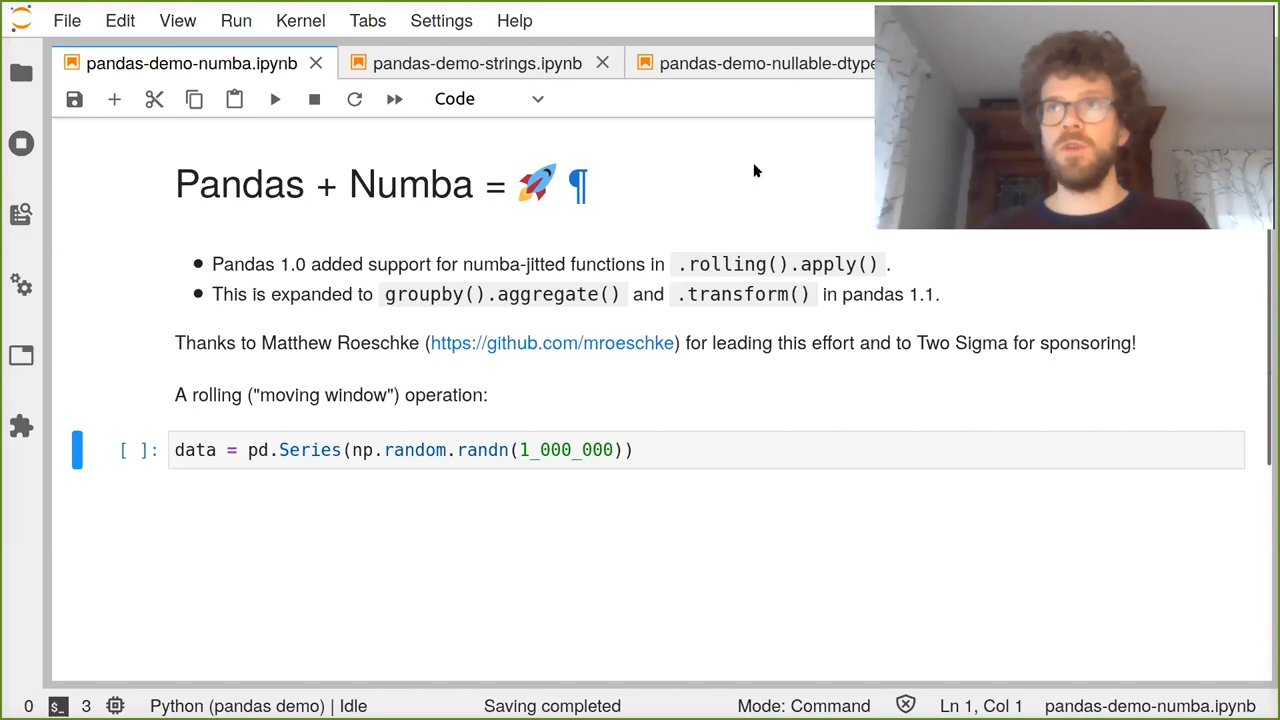 File Edit View Run Kernel Tabs Settings Help
pandas-demo-numba.ipynb pandas-demo-strings.ipynb pandas-demo-nullable-dtype
Code
Pandas + Numba = 🚀 ¶
• Pandas 1.0 added support for numba-jitted functions in .rolling().apply() .
• This is expanded to groupby().aggregate() and .transform() in pandas 1.1.
Thanks to Matthew Roeschke (https://github.com/mroeschke) for leading this effort and to Two Sigma for sponsoring!
A rolling ("moving window") operation:
[ ]: data = pd.Series(np.random.randn(1_000_000))
0 $_ 3 Python (pandas demo) | Idle Saving completed Mode: Command Ln 1, Col 1 pandas-demo-numba.ipynb